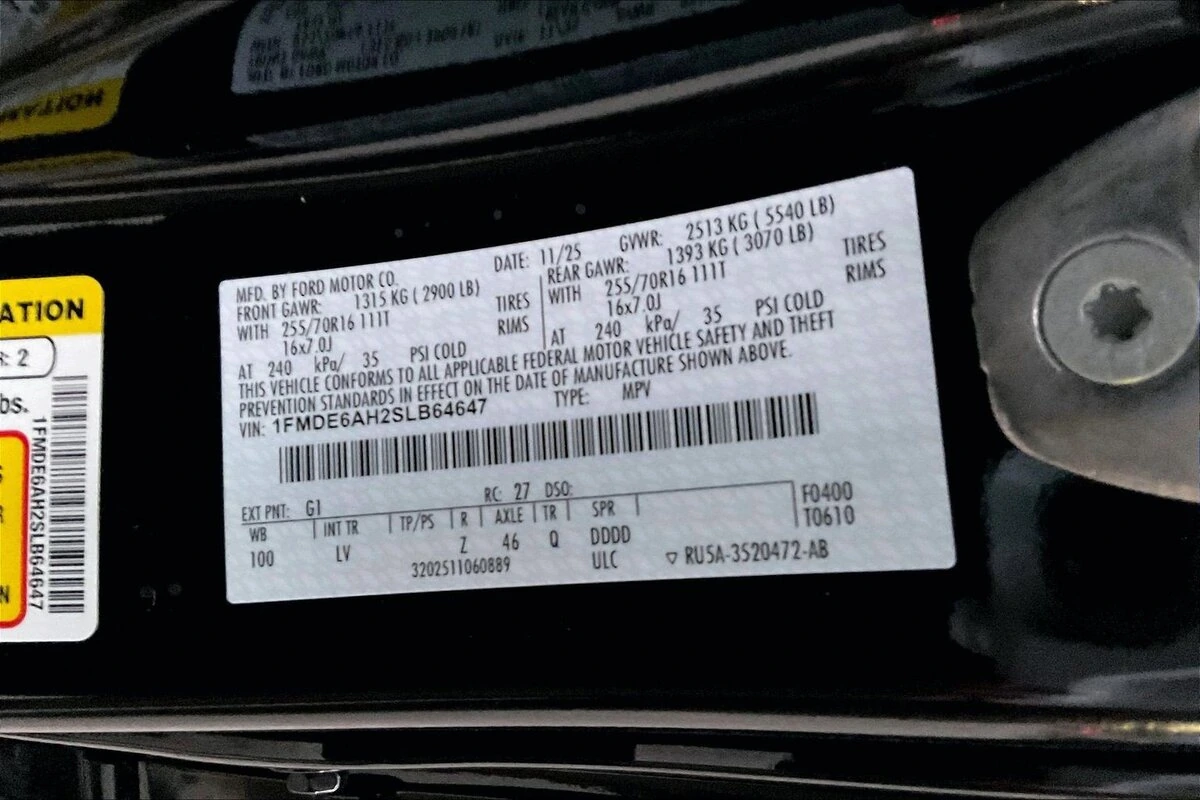 MFD. BY FORD MOTOR CO.
DATE: 11/25 GVWR: 2513 KG ( 5540 LB)
FRONT GAWR: 1315 KG ( 2900 LB)
WITH 255/70R16 111T TIRES
16x7.0J RIMS
AT 240 kPa/ 35 PSI COLD
REAR GAWR: 1393 KG ( 3070 LB)
WITH 255/70R16 111T TIRES
16x7.0J RIMS
AT 240 kPa/ 35 PSI COLD
THIS VEHICLE CONFORMS TO ALL APPLICABLE FEDERAL MOTOR VEHICLE SAFETY AND THEFT
PREVENTION STANDARDS IN EFFECT ON THE DATE OF MANUFACTURE SHOWN ABOVE.
VIN: 1FMDE6AH2SLB64647 TYPE: MPV
EXT PNT: G1 RC: 27 DSO:
WB INT TR TP/PS R AXLE TR SPR
100 LV Z 46 Q DDDD
3202511060889 ULC
F0400
T0610
▽ RU5A-3520472-AB
ATION
R: 2
bs.
1FMDE6AH2SLB64647
N